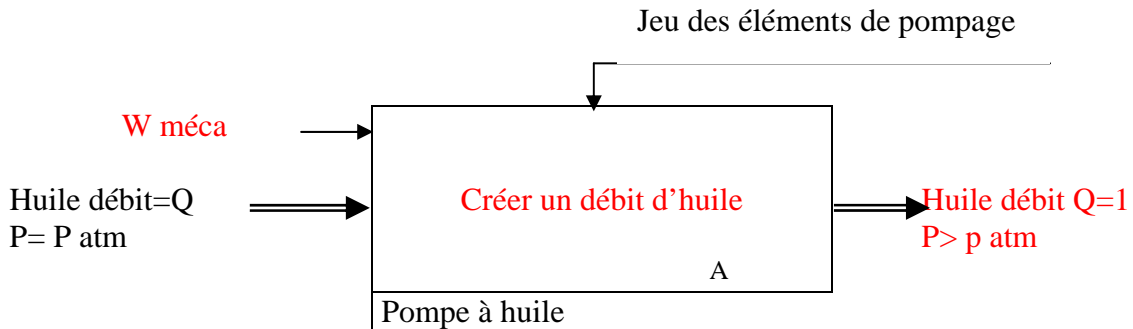 Jeu des éléments de pompage
W méca
Huile débit=Q
P= P atm
Créer un débit d'huile
Huile débit Q=1
P> p atm
A
Pompe à huile